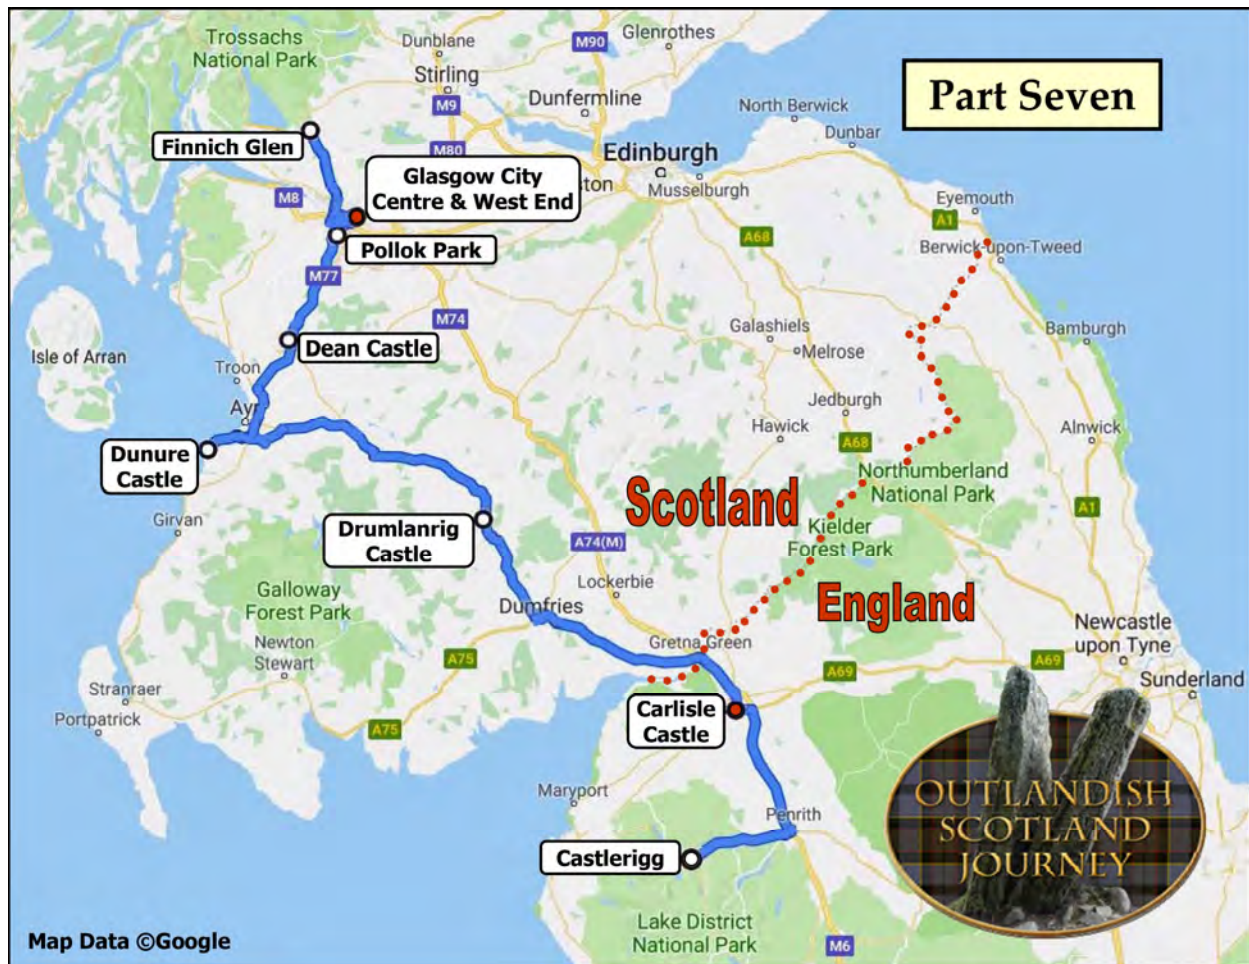 Trossachs
National Park
Dunblane
Stirling
M9
M90
Glenrothes
Dunfermline
North Berwick
Dunbar
Part Seven
Finnich Glen
M80
Edinburgh
Musselburgh
M8
Glasgow City
Centre & West End
Pollok Park
A68
Eyemouth
A1
Berwick-upon-Tweed
M77
M74
Isle of Arran
Dean Castle
Troon
Galashiels
Melrose
Bamburgh
Ayr
Jedburgh
Hawick
A68
Alnwick
Dunure
Castle
Northumberland
National Park
Scotland
Girvan
Drumlanrig
Castle
A74(M)
Kielder
Forest Park
A1
Lockerbie
England
Galloway
Forest Park
Dumfries
Newton
Stewart
Gretna Green
Newcastle
upon Tyne
A75
A69
A69
Sunderland
Stranraer
Portpatrick
A75
Carlisle
Castle
Maryport
Penrith
OUTLANDISH
SCOTLAND
JOURNEY
Castlerigg
Lake District
National Park
M6
Map Data ©Google